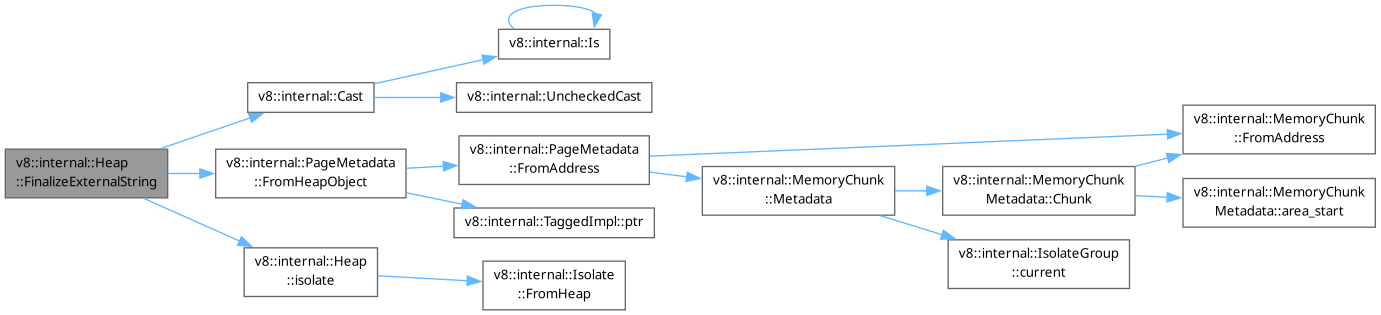 v8::internal::Heap
::FinalizeExternalString
v8::internal::Cast
v8::internal::Is
v8::internal::UncheckedCast
v8::internal::PageMetadata
::FromHeapObject
v8::internal::PageMetadata
::FromAddress
v8::internal::TaggedImpl::ptr
v8::internal::MemoryChunk
::Metadata
v8::internal::MemoryChunk
Metadata::Chunk
v8::internal::MemoryChunk
::FromAddress
v8::internal::MemoryChunk
Metadata::area_start
v8::internal::IsolateGroup
::current
v8::internal::Heap
::isolate
v8::internal::Isolate
::FromHeap